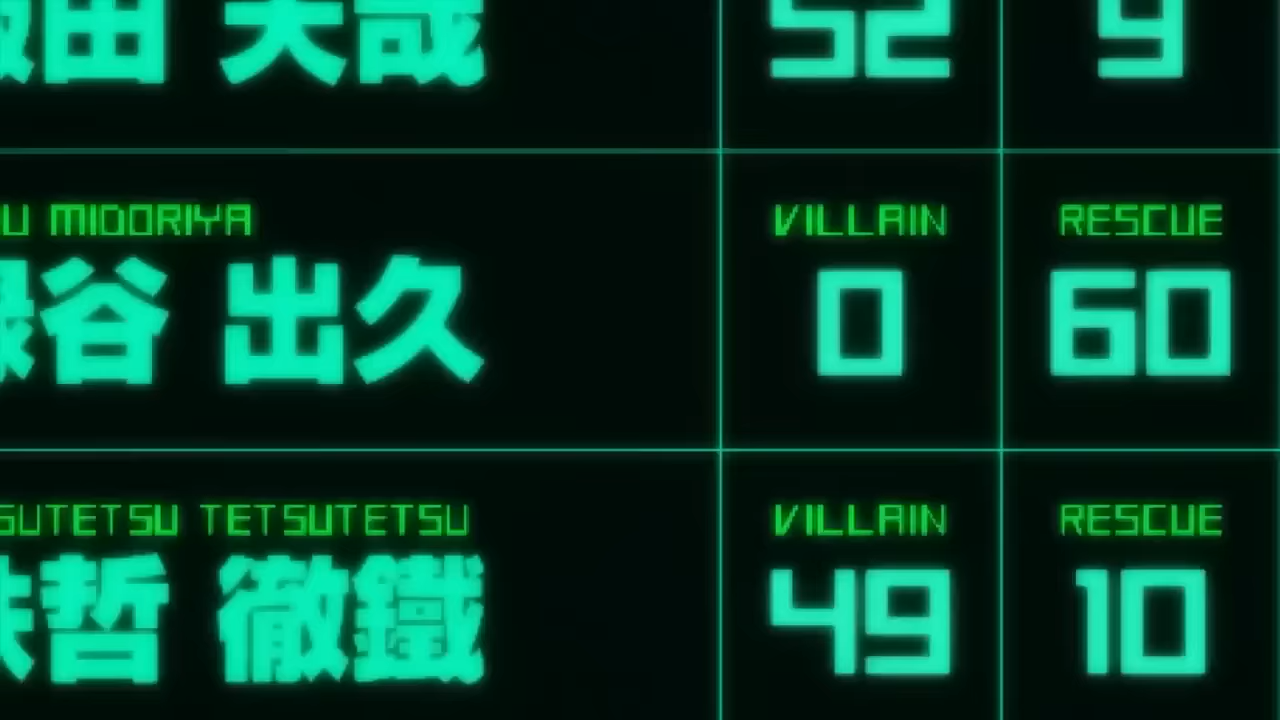 田 天哉 52 9
U MIDORIYA VILLAIN RESCUE
谷 出久 0 60
SUTETSU TETSUTETSU VILLAIN RESCUE
哲 徹鐵 49 10